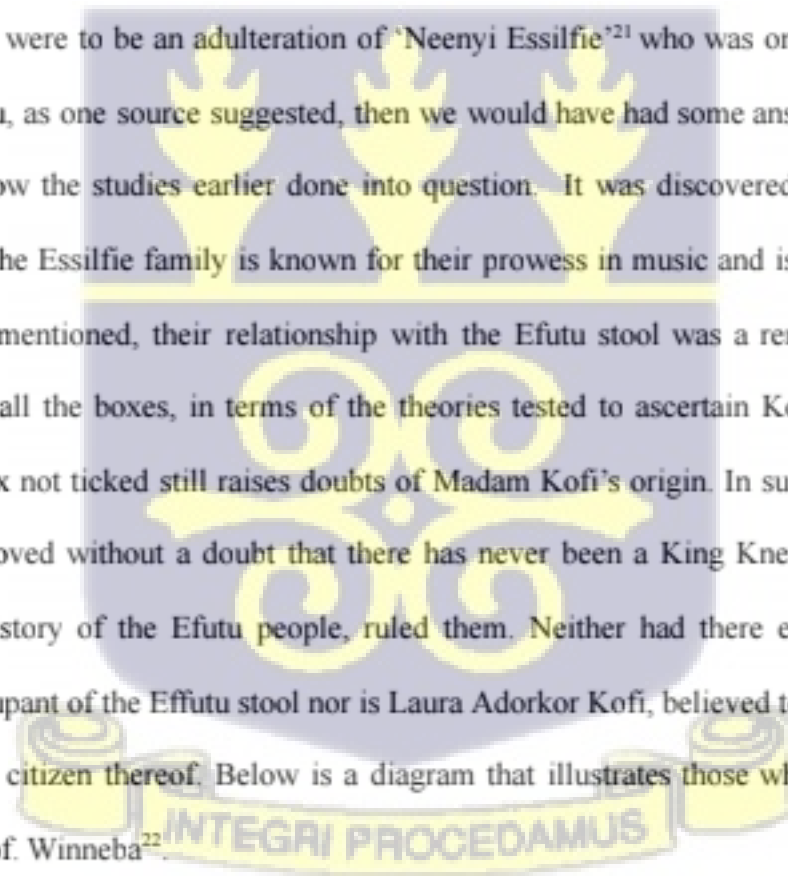 were to be an adulteration of ‘Neenyi Essilfie’²¹ who was or
, as one source suggested, then we would have had some ans
ow the studies earlier done into question. It was discovered
he Essilfie family is known for their prowess in music and is
mentioned, their relationship with the Efutu stool was a re
all the boxes, in terms of the theories tested to ascertain K
x not ticked still raises doubts of Madam Kofi’s origin. In su
oved without a doubt that there has never been a King Kne
story of the Efutu people, ruled them. Neither had there e
upant of the Effutu stool nor is Laura Adorkor Kofi, believed t
citizen thereof. Below is a diagram that illustrates those wh
of. Winneba²².
INTEGRI PROCEDAMUS